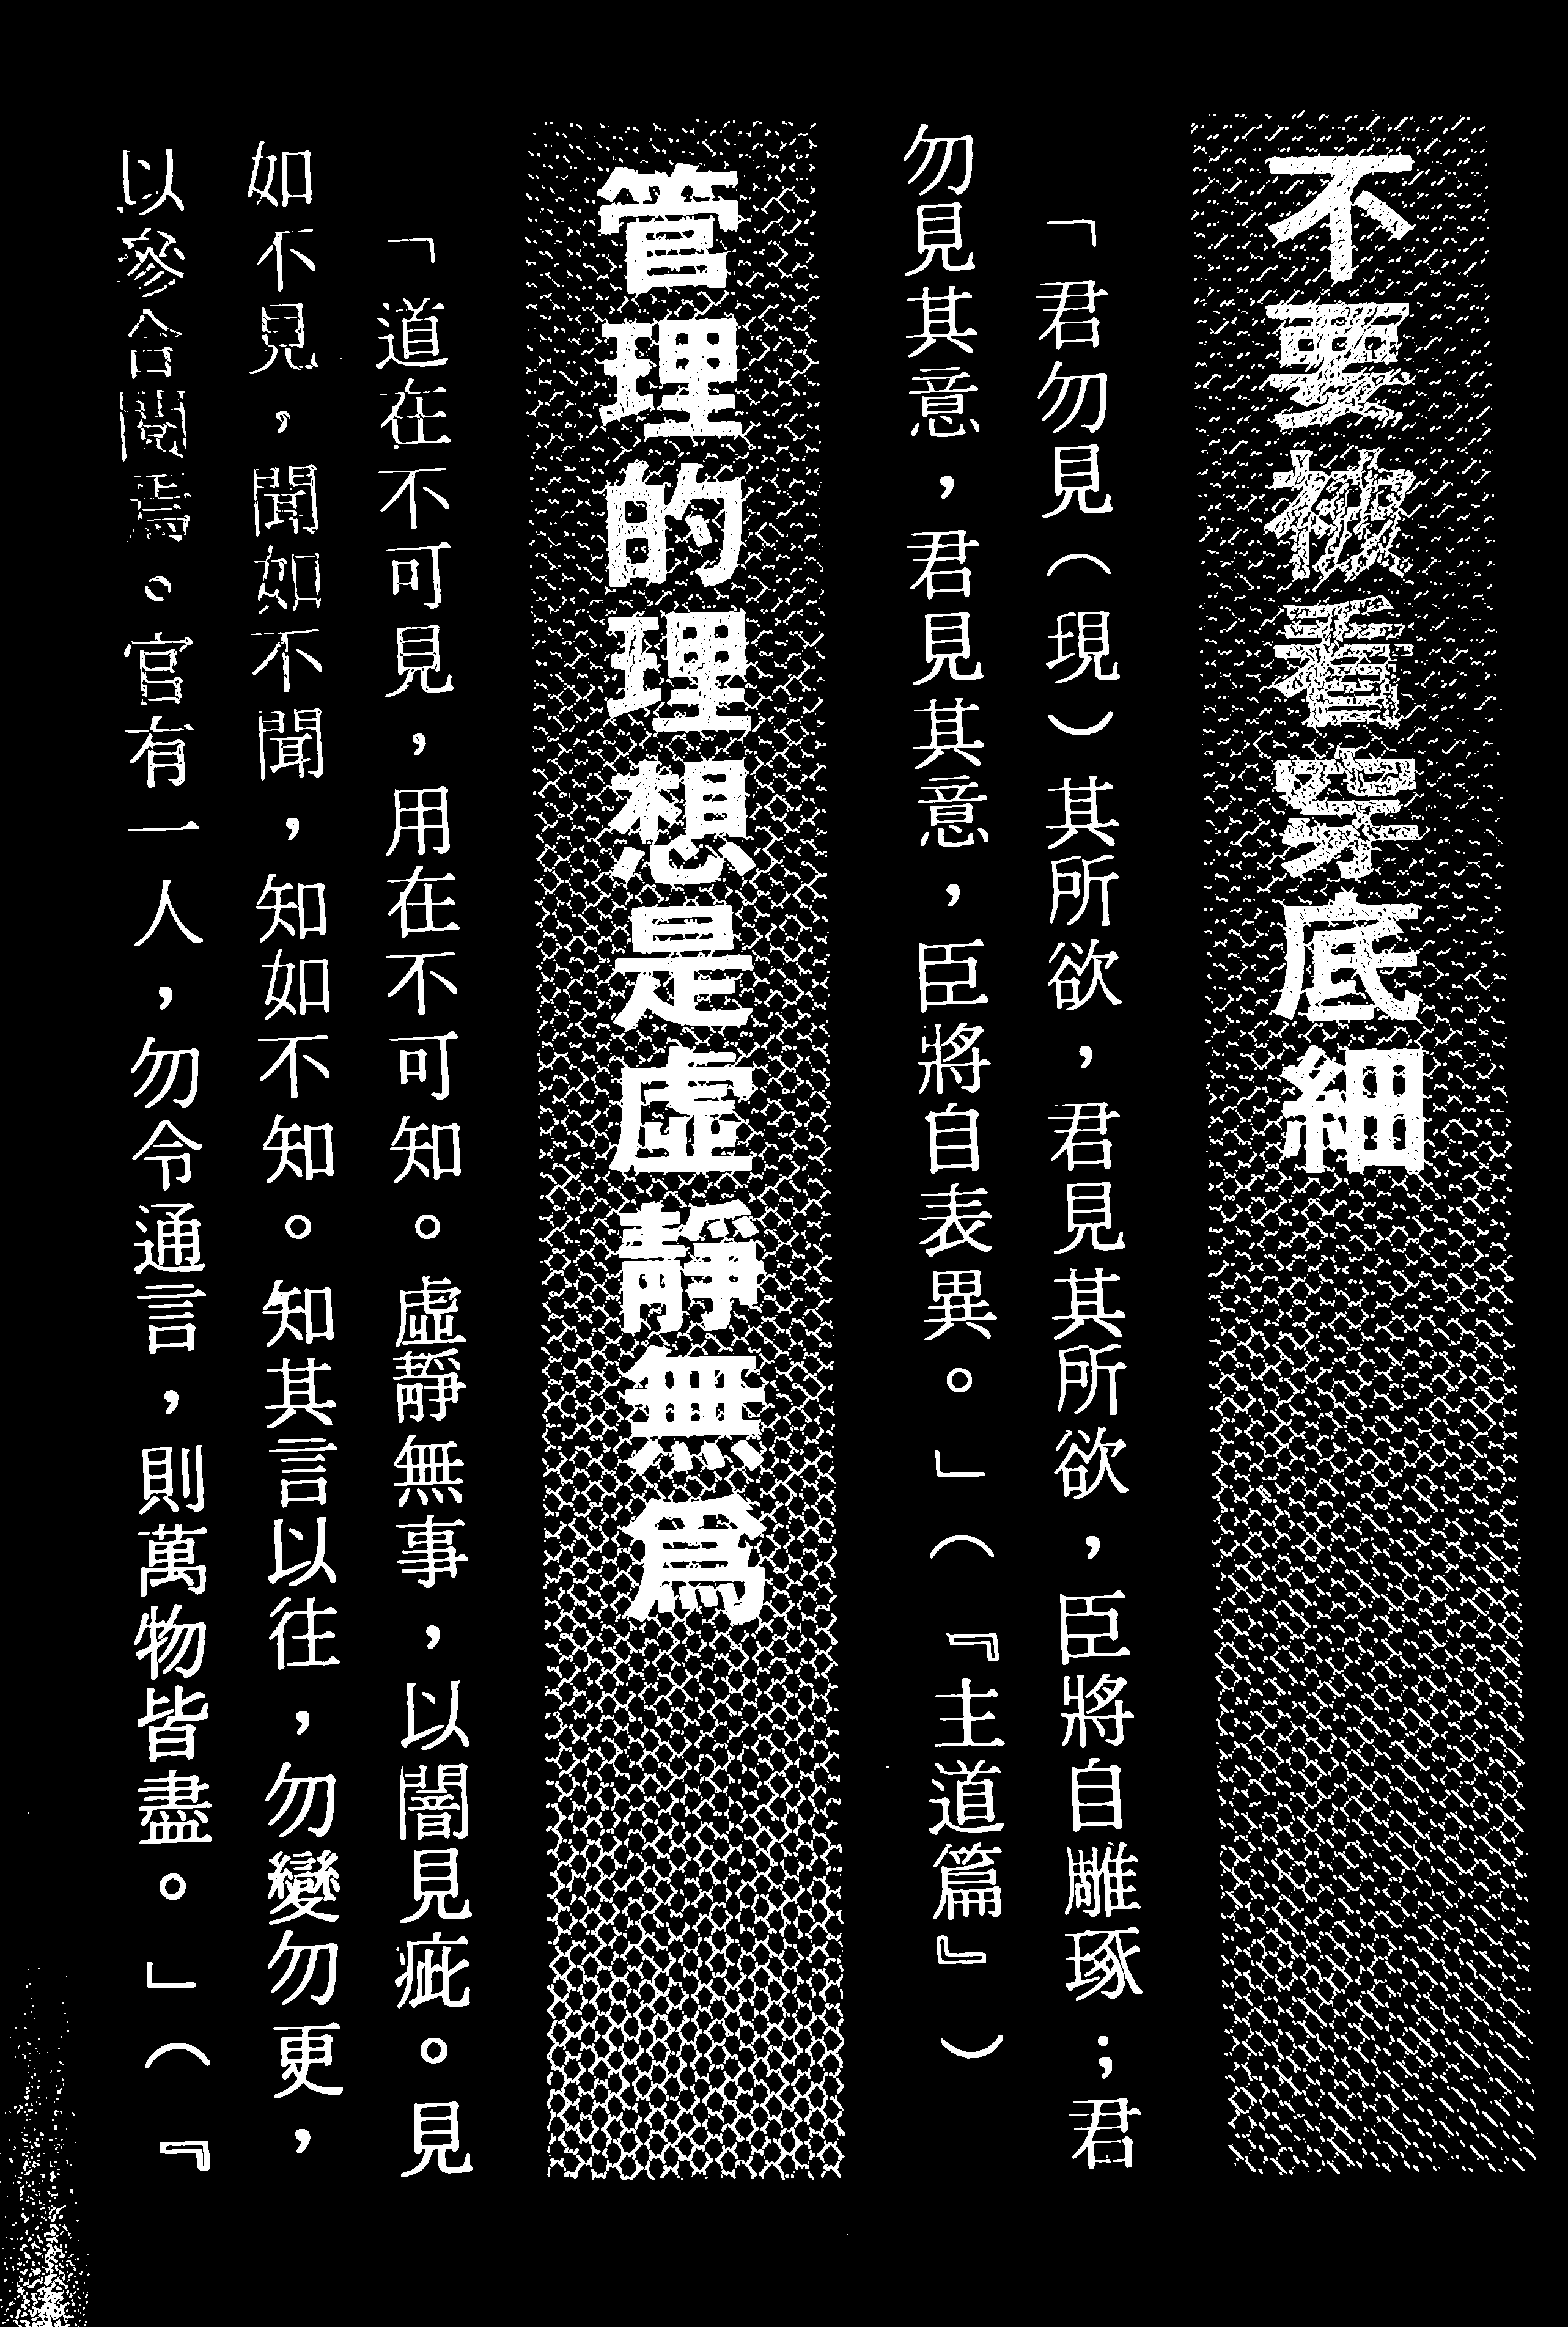 不要被看穿底細
「君勿見（現）其所欲，君見其所欲，臣將自雕琢；君
勿見其意，君見其意，臣將自表異。」（『主道篇』）
管理的理想是虛靜無爲
「道在不可見，用在不可知。虛靜無事，以闇見疵。見
如不見，聞如不聞，知如不知。知其言以往，勿變勿更，
以參合閱焉。官有一人，勿令通言，則萬物皆盡。」（『